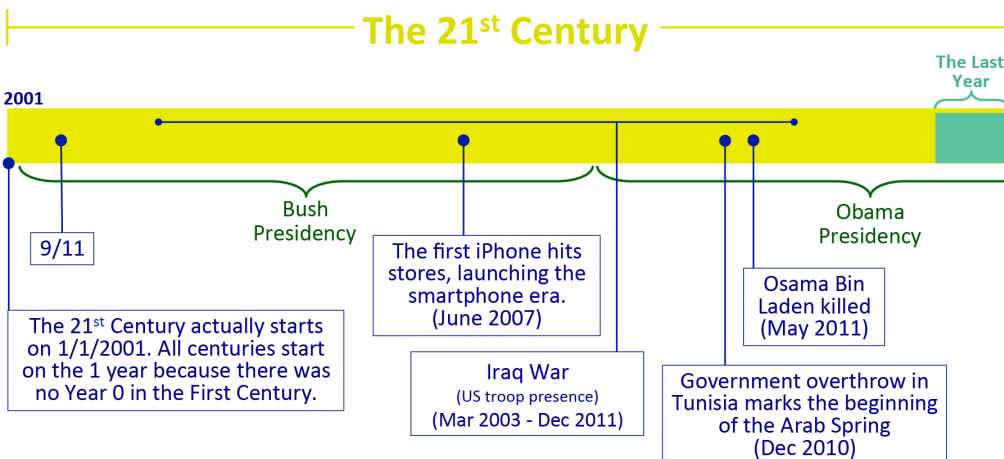 The 21st Century
The Last
Year
2001
Bush
Presidency
Obama
Presidency
9/11
The first iPhone hits
stores, launching the
smartphone era.
(June 2007)
Osama Bin
Laden killed
(May 2011)
The 21st Century actually starts
on 1/1/2001. All centuries start
on the 1 year because there was
no Year 0 in the First Century.
Iraq War
(US troop presence)
(Mar 2003 - Dec 2011)
Government overthrow in
Tunisia marks the beginning
of the Arab Spring
(Dec 2010)